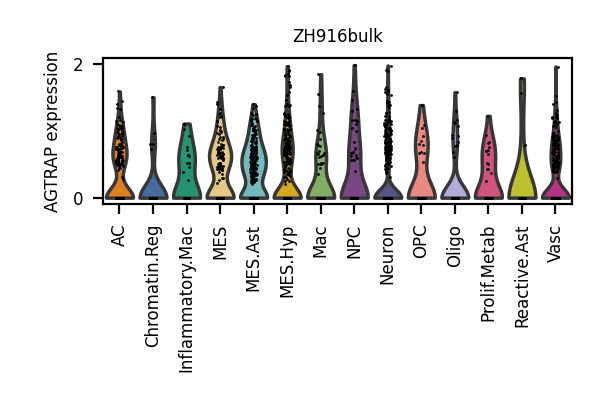 ZH916bulk
AGTRAP expression
2
0
AC
Chromatin.Reg
Inflammatory.Mac
MES
MES.Ast
MES.Hyp
Mac
NPC
Neuron
OPC
Oligo
Prolif.Metab
Reactive.Ast
Vasc